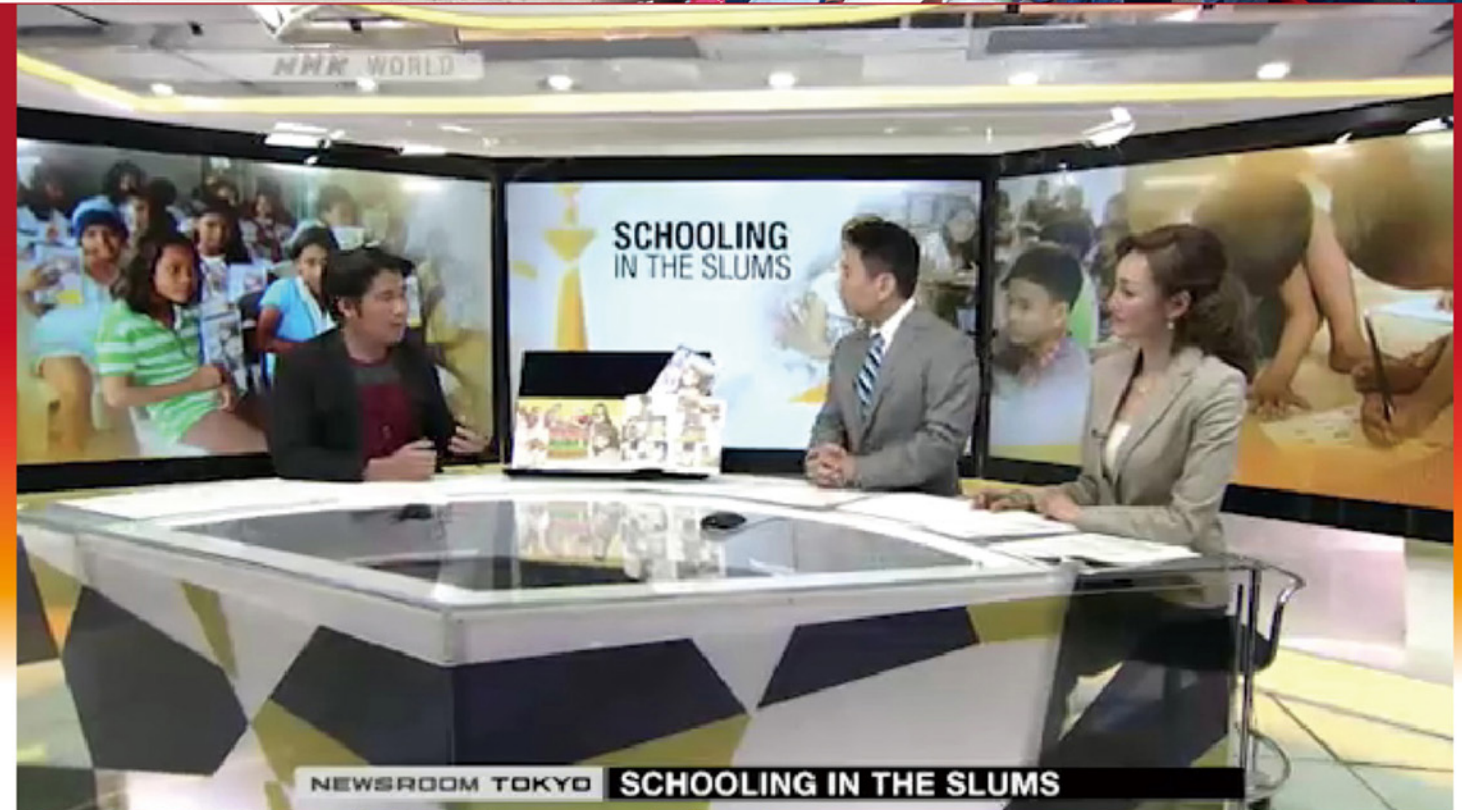 NHK WORLD
SCHOOLING
IN THE SLUMS
NEWSROOM TOKYO
SCHOOLING IN THE SLUMS